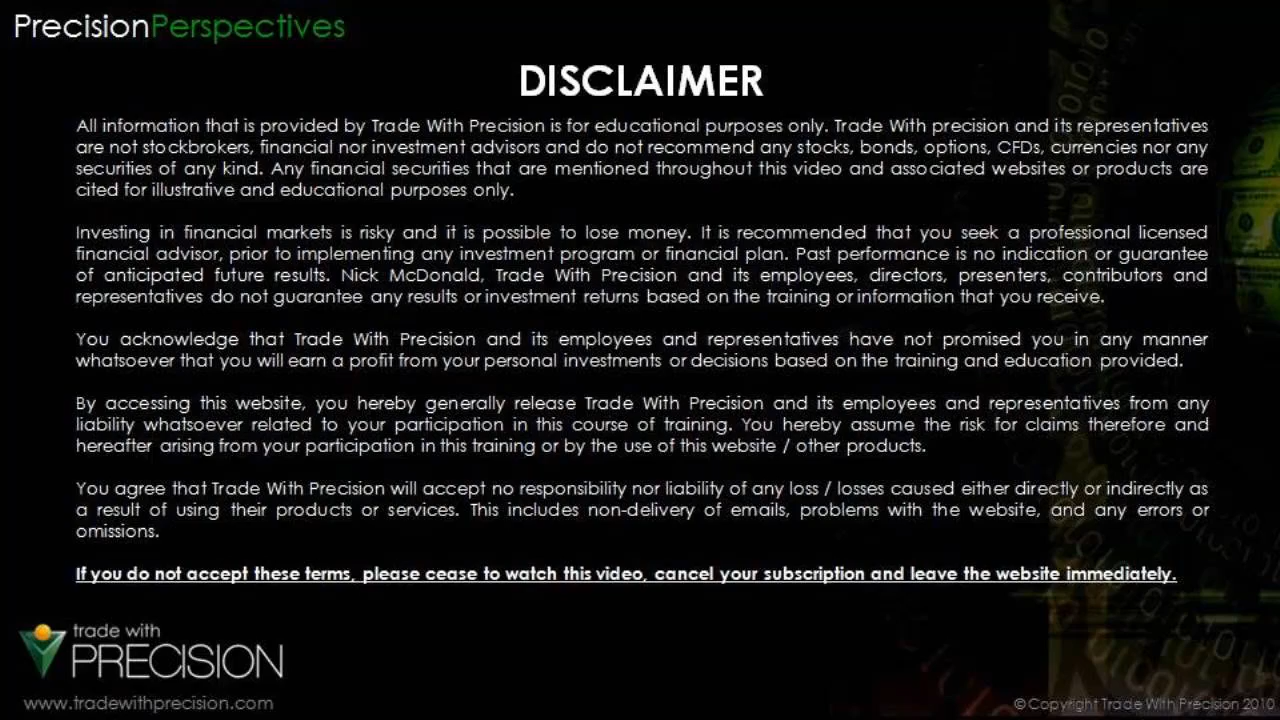 PrecisionPerspectives
DISCLAIMER
All information that is provided by Trade With Precision is for educational purposes only. Trade With precision and its representatives
are not stockbrokers, financial nor investment advisors and do not recommend any stocks, bonds, options, CFDs, currencies nor any
securities of any kind. Any financial securities that are mentioned throughout this video and associated websites or products are
cited for illustrative and educational purposes only.
Investing in financial markets is risky and it is possible to lose money. It is recommended that you seek a professional licensed
financial advisor, prior to implementing any investment program or financial plan. Past performance is no indication or guarantee
of anticipated future results. Nick McDonald, Trade With Precision and its employees, directors, presenters, contributors and
representatives do not guarantee any results or investment returns based on the training or information that you receive.
You acknowledge that Trade With Precision and its employees and representatives have not promised you in any manner
whatsoever that you will earn a profit from your personal investments or decisions based on the training and education provided.
By accessing this website, you hereby generally release Trade With Precision and its employees and representatives from any
liability whatsoever related to your participation in this course of training. You hereby assume the risk for claims therefore and
hereafter arising from your participation in this training or by the use of this website / other products.
You agree that Trade With Precision will accept no responsibility nor liability of any loss / losses caused either directly or indirectly as
a result of using their products or services. This includes non-delivery of emails, problems with the website, and any errors or
omissions.
If you do not accept these terms, please cease to watch this video, cancel your subscription and leave the website immediately.
trade with
PRECISION
www.tradewithprecision.com
©Copyright Trade With Precision 2010